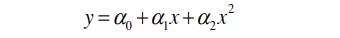 y = α₀ + α₁x + α₂x²